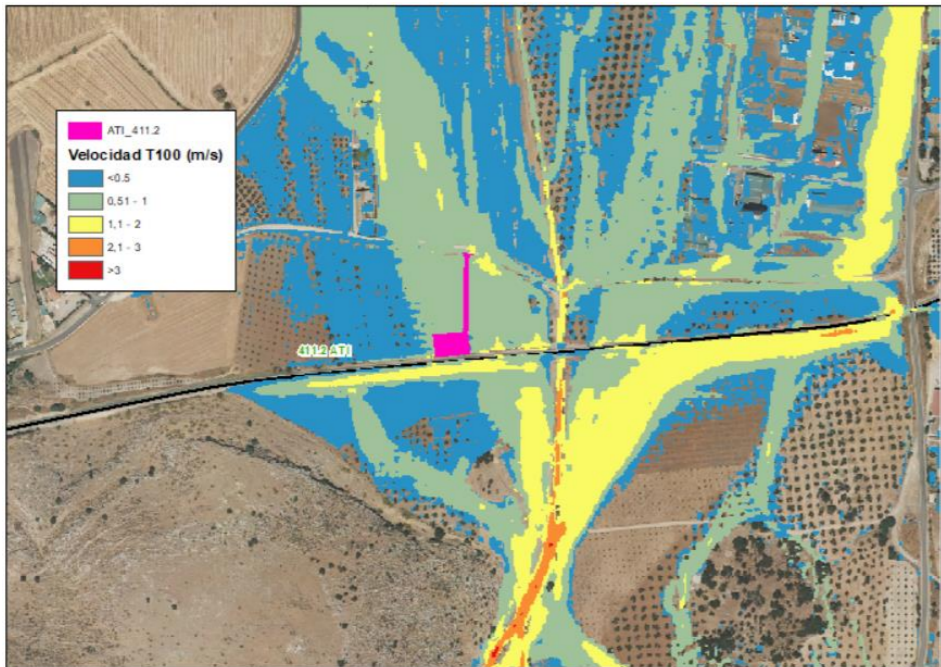 ATI_411.2
Velocidad T100 (m/s)
<0.5
0,51 - 1
1,1 - 2
2,1 - 3
>3
411.2 ATI